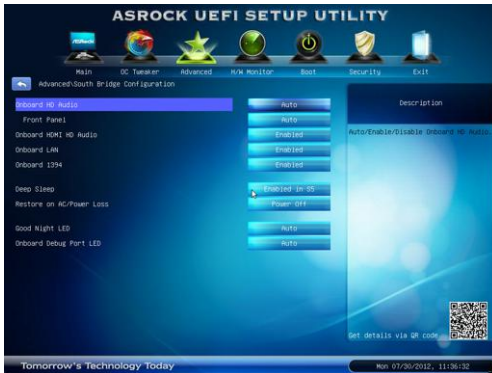 ASROCK UEFI SETUP UTILITY
ASRock
Main OC Tweaker Advanced H/W Monitor Boot Security Exit
Advanced\South Bridge Configuration
Description
Onboard HD Audio Auto
Front Panel Auto
Auto/Enable/Disable Onboard HD Audio.
Onboard HDMI HD Audio Enabled
Onboard LAN Enabled
Onboard 1394 Enabled
Deep Sleep Enabled in S5
Restore on AC/Power Loss Power Off
Good Night LED Auto
Onboard Debug Port LED Auto
Get details via QR code
Tomorrow's Technology Today
Mon 07/30/2012, 11:36:32